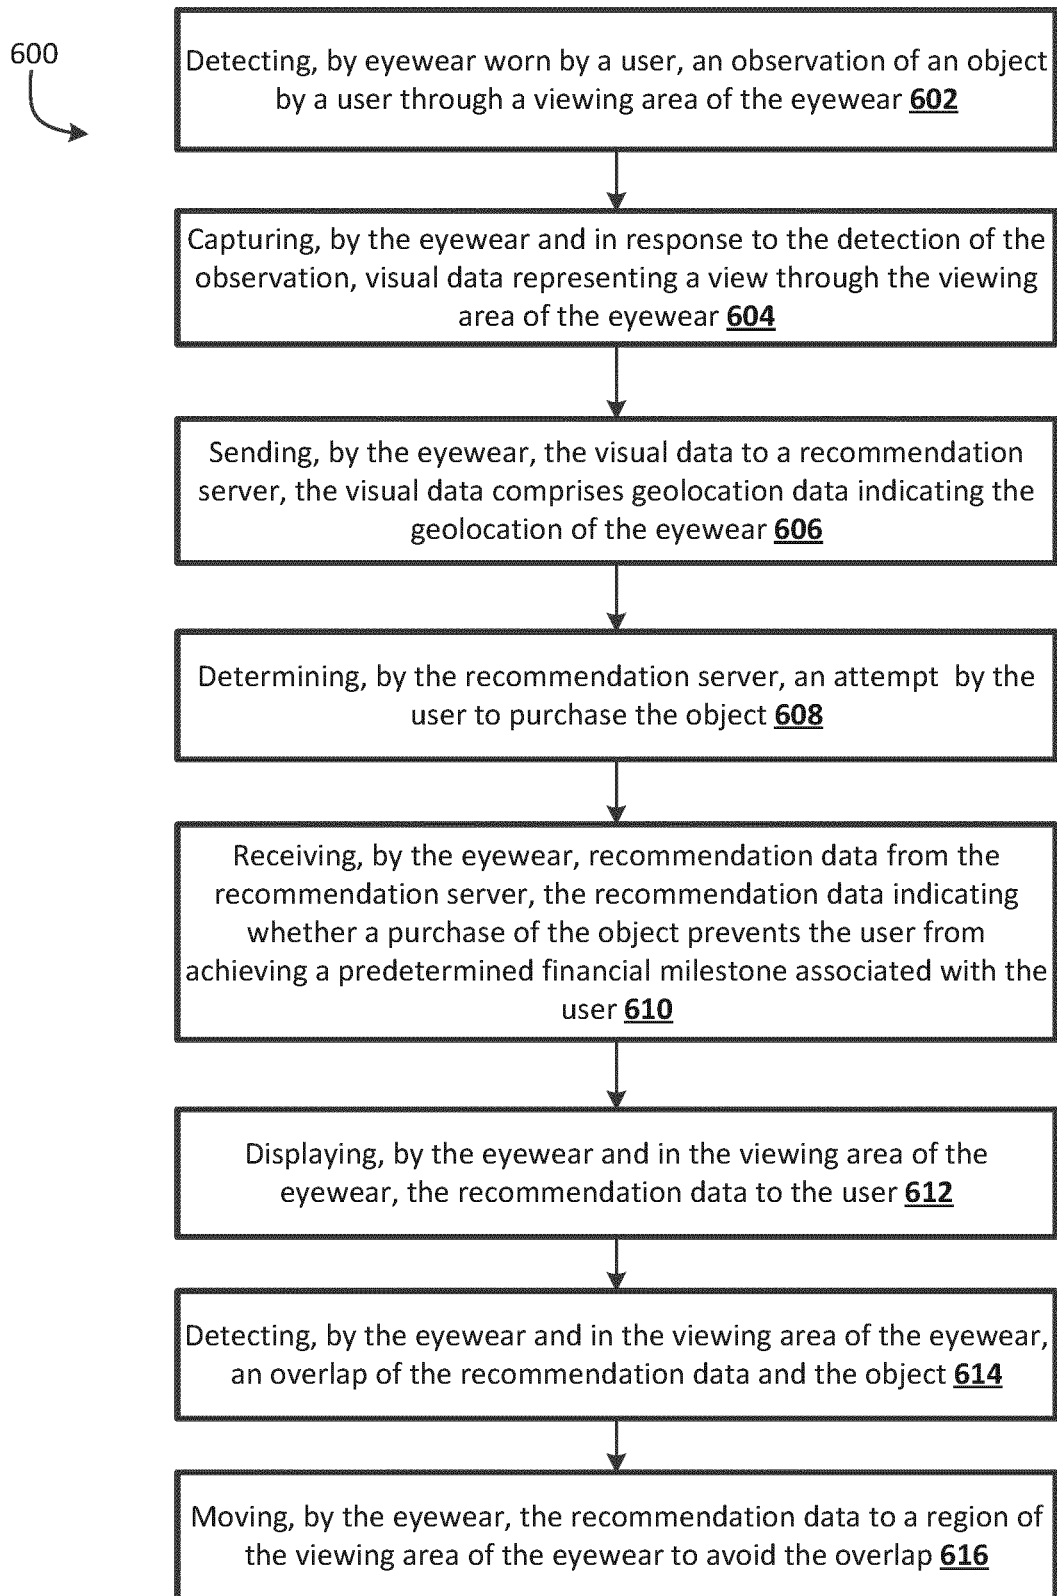 600
Detecting, by eyewear worn by a user, an observation of an object
by a user through a viewing area of the eyewear 602
Capturing, by the eyewear and in response to the detection of the
observation, visual data representing a view through the viewing
area of the eyewear 604
Sending, by the eyewear, the visual data to a recommendation
server, the visual data comprises geolocation data indicating the
geolocation of the eyewear 606
Determining, by the recommendation server, an attempt by the
user to purchase the object 608
Receiving, by the eyewear, recommendation data from the
recommendation server, the recommendation data indicating
whether a purchase of the object prevents the user from
achieving a predetermined financial milestone associated with the
user 610
Displaying, by the eyewear and in the viewing area of the
eyewear, the recommendation data to the user 612
Detecting, by the eyewear and in the viewing area of the eyewear,
an overlap of the recommendation data and the object 614
Moving, by the eyewear, the recommendation data to a region of
the viewing area of the eyewear to avoid the overlap 616